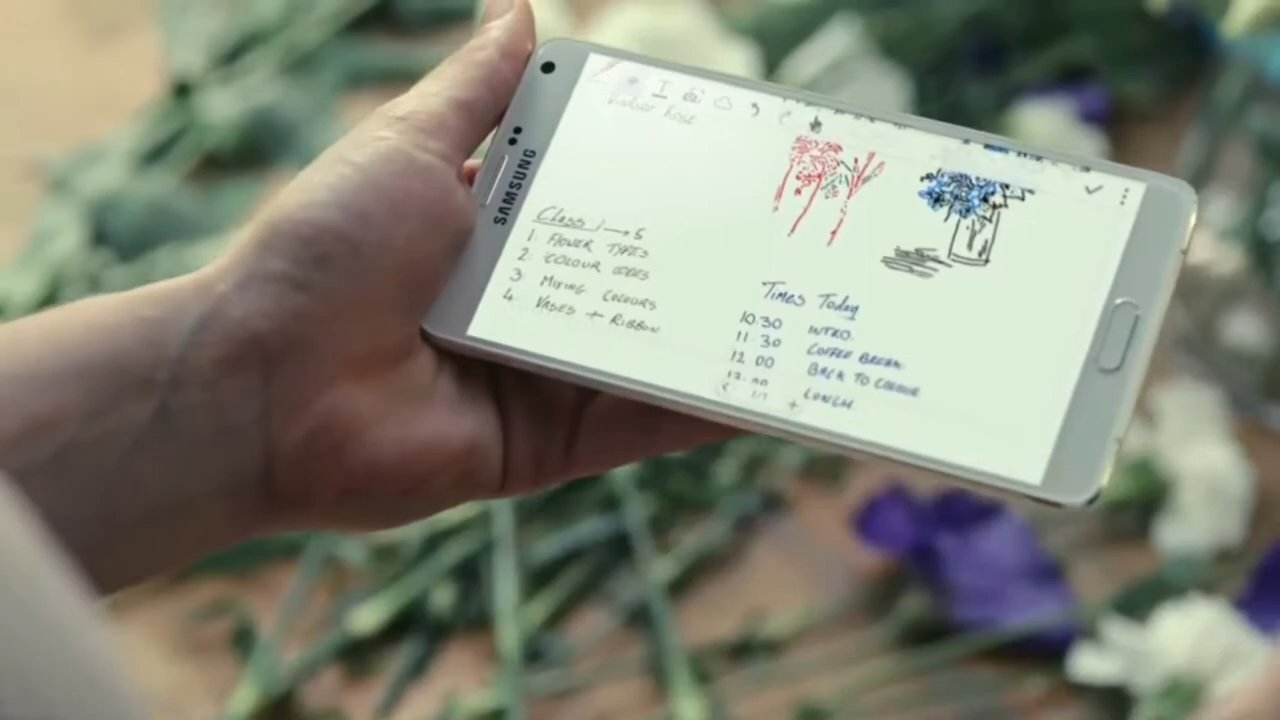 SAMSUNG
Class 1→5
1. FLOWER TYPES
2. COLOUR CODES
3. MIXING COLOURS
4. VASES + RIBBON
Times Today
10.30 INTRO.
11.30 COFFEE BREAK
12.00 BACK TO COLOUR
LUNCH